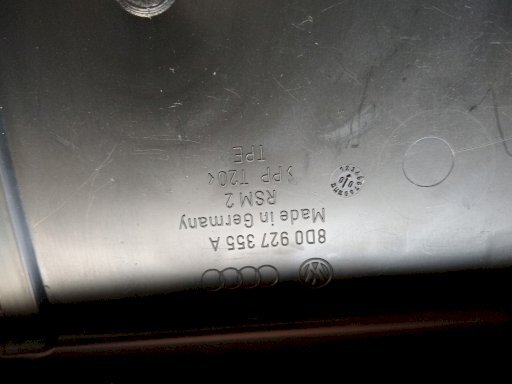 8D0 927 355 A
Made in Germany
RSM 2
>PP T20<
TPE